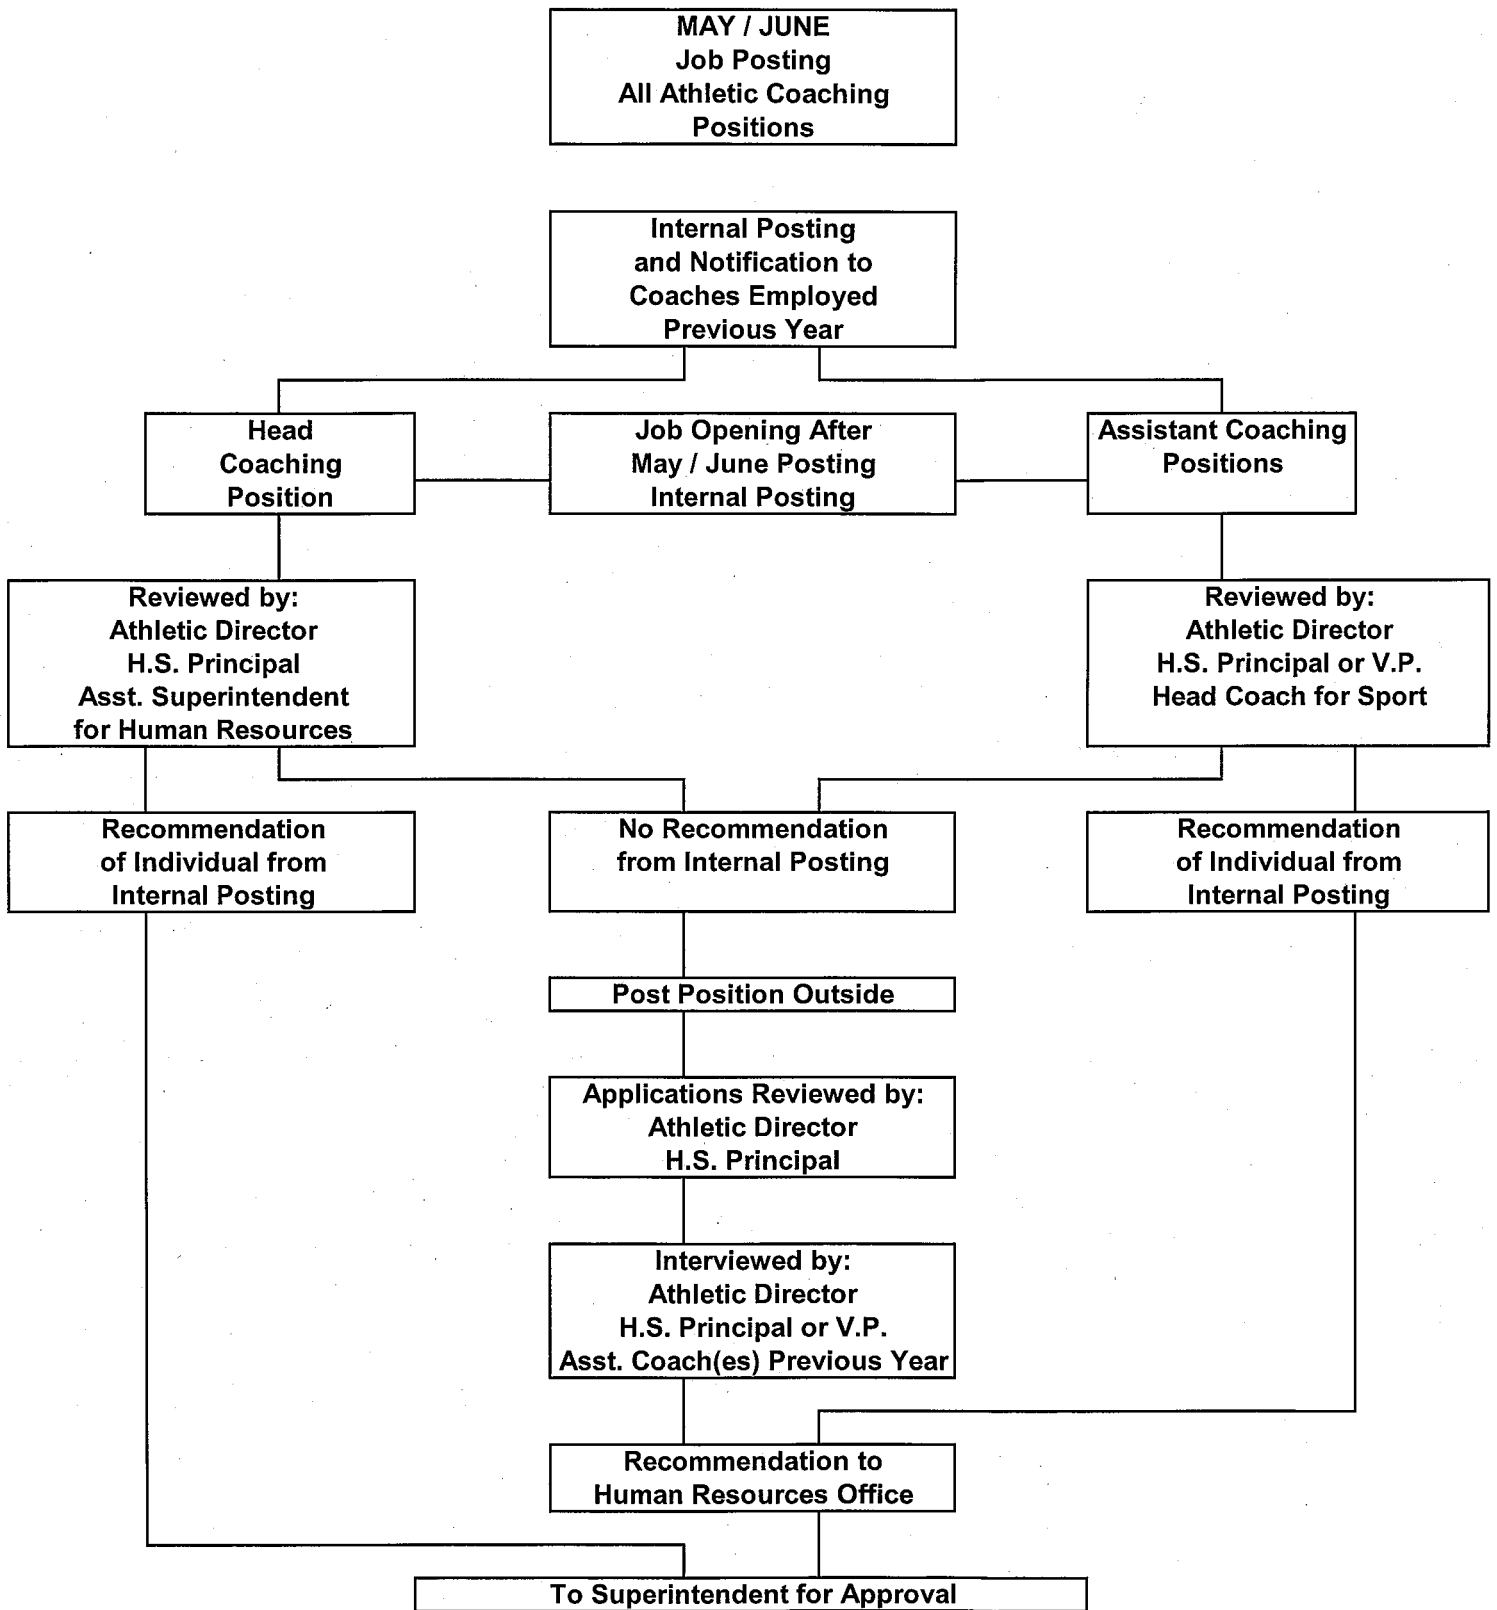 MAY / JUNE
Job Posting
All Athletic Coaching
Positions
Internal Posting
and Notification to
Coaches Employed
Previous Year
Head
Coaching
Position
Job Opening After
May / June Posting
Internal Posting
Assistant Coaching
Positions
Reviewed by:
Athletic Director
H.S. Principal
Asst. Superintendent
for Human Resources
Reviewed by:
Athletic Director
H.S. Principal or V.P.
Head Coach for Sport
Recommendation
of Individual from
Internal Posting
No Recommendation
from Internal Posting
Recommendation
of Individual from
Internal Posting
Post Position Outside
Applications Reviewed by:
Athletic Director
H.S. Principal
Interviewed by:
Athletic Director
H.S. Principal or V.P.
Asst. Coach(es) Previous Year
Recommendation to
Human Resources Office
To Superintendent for Approval